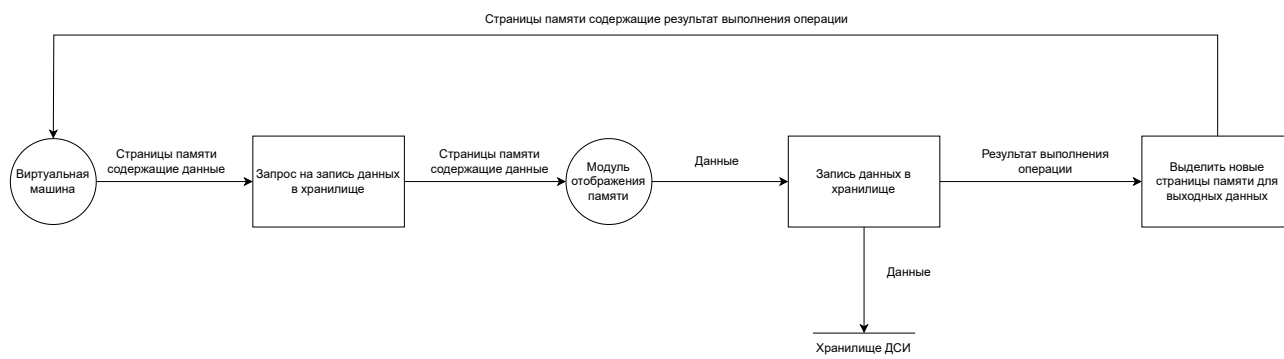 Страницы памяти содержащие результат выполнения операции
Виртуальная
машина
Страницы памяти
содержащие данные
Запрос на запись данных
в хранилище
Страницы памяти
содержащие данные
Модуль
отображения
памяти
Данные
Запись данных в
хранилище
Результат выполнения
операции
Выделить новые
страницы памяти для
выходных данных
Данные
Хранилище ДСИ